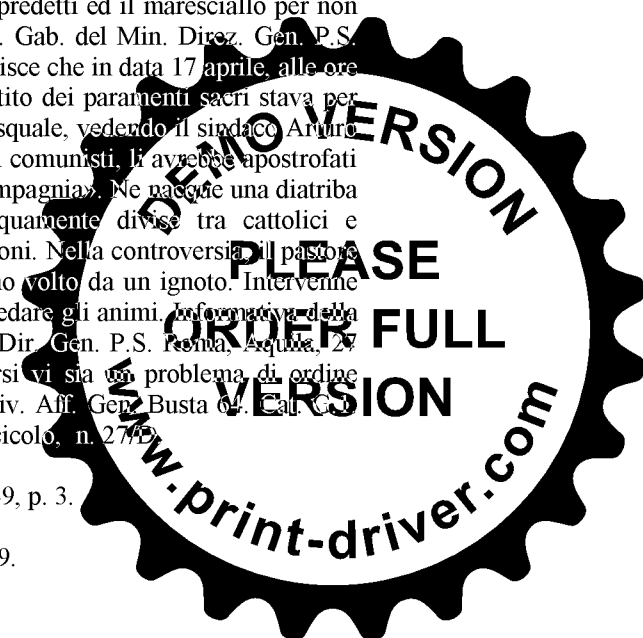 predetti ed il maresciallo per non
. Gab. del Min. Direz. Gen. P.S.
isce che in data 17 aprile, alle ore
tito dei paramenti sacri stava per
squale, vedendo il sindaco Arturo
i comunisti, li avrebbe apostrofati
mpagnia». Ne nacque una diatriba
quamente divise tra cattolici e
oni. Nella controversia, il pastore
no volto da un ignoto. Intervenne
edare gli animi. Informativa della
Dir. Gen. P.S. Roma, Aquila, 27
rsi vi sia un problema di ordine
iv. Aff. Gen. Busta 64. Cat.
icolo, n. 27/D
9, p. 3.
9.
DEMO VERSION
PLEASE
ORDER FULL
VERSION
www.print-driver.com